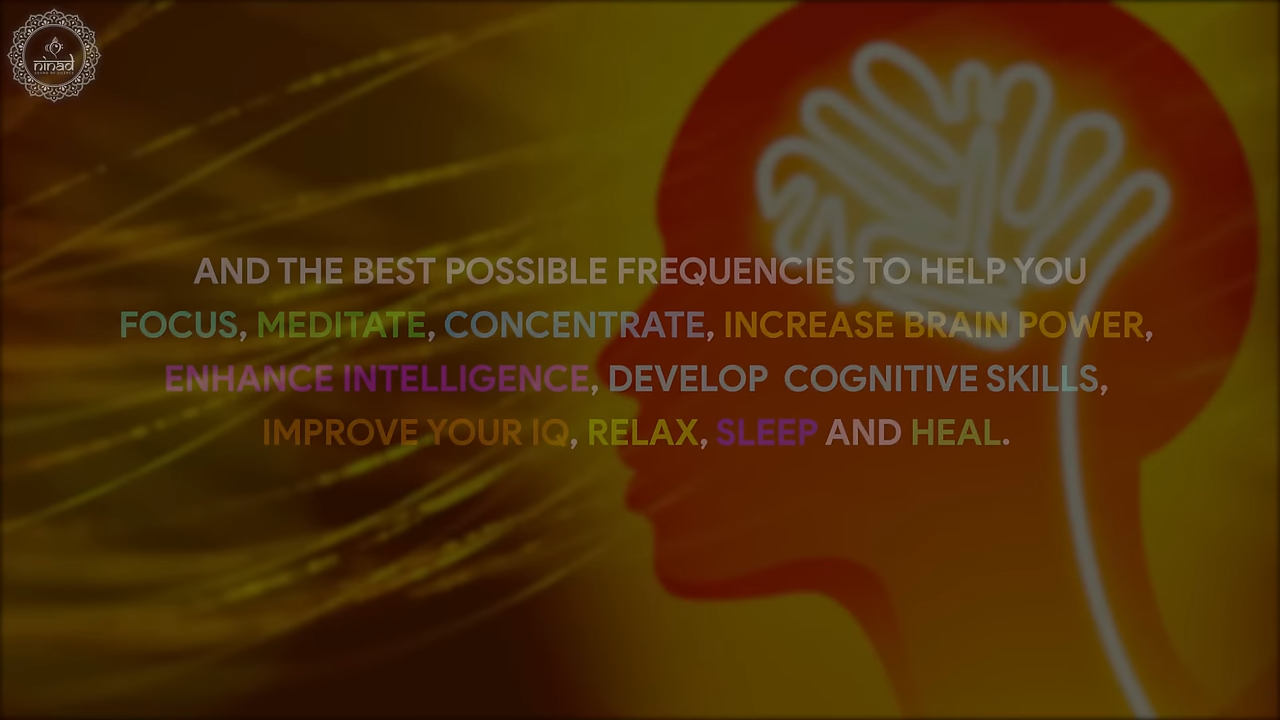 ninad
AND THE BEST POSSIBLE FREQUENCIES TO HELP YOU
FOCUS, MEDITATE, CONCENTRATE, INCREASE BRAIN POWER,
ENHANCE INTELLIGENCE, DEVELOP COGNITIVE SKILLS,
IMPROVE YOUR IQ, RELAX, SLEEP AND HEAL.